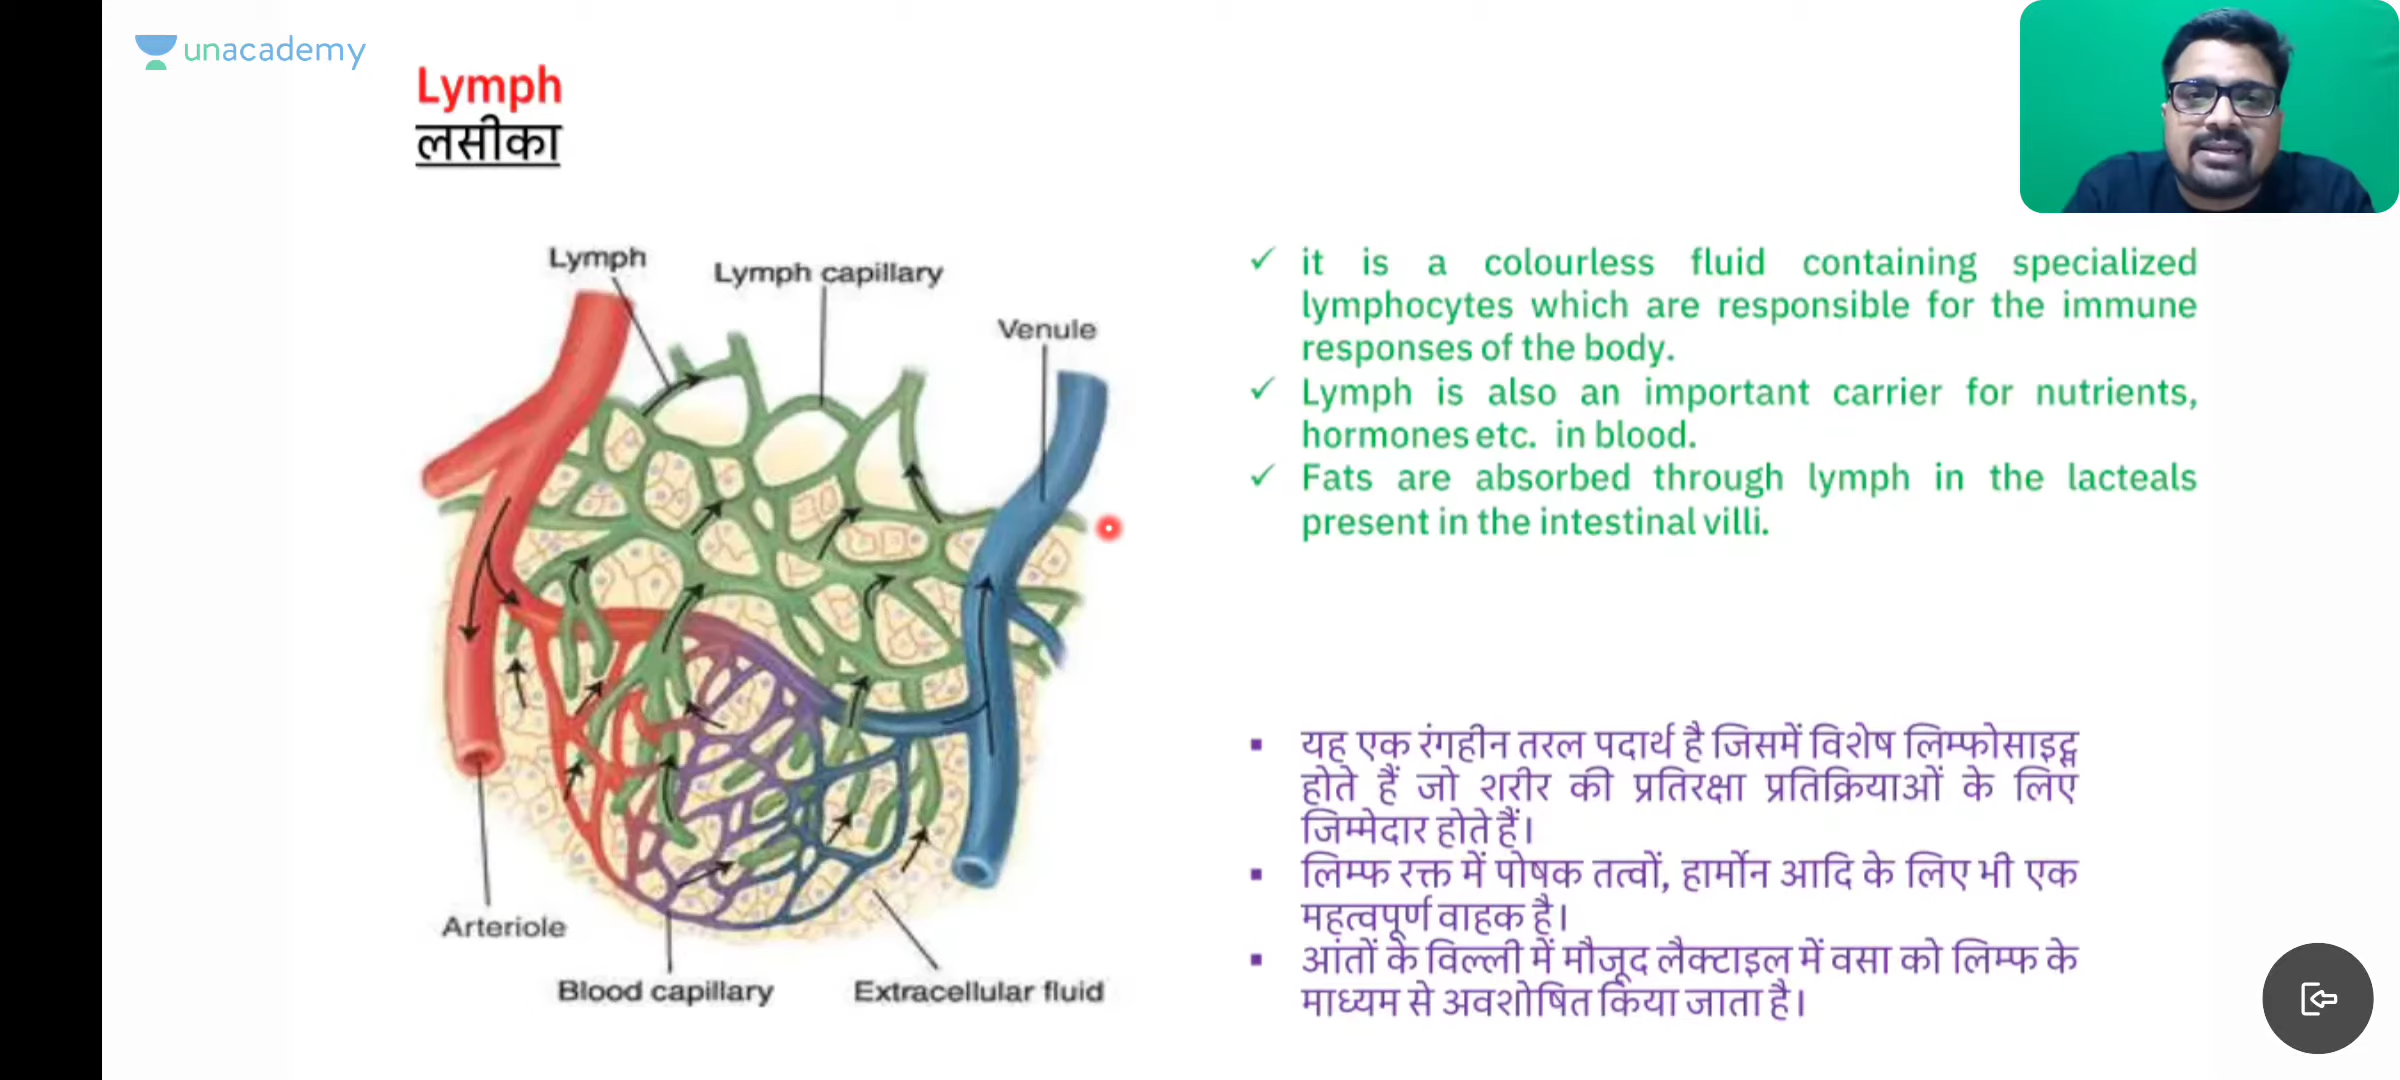 unacademy
Lymph
लसीका
Lymph
Lymph capillary
Venule
Arteriole
Blood capillary
Extracellular fluid
✓ it is a colourless fluid containing specialized
lymphocytes which are responsible for the immune
responses of the body.
✓ Lymph is also an important carrier for nutrients,
hormones etc. in blood.
✓ Fats are absorbed through lymph in the lacteals
present in the intestinal villi.
▪ यह एक रंगहीन तरल पदार्थ है जिसमें विशेष लिम्फोसाइट्स
होते हैं जो शरीर की प्रतिरक्षा प्रतिक्रियाओं के लिए
जिम्मेदार होते हैं।
▪ लिम्फ रक्त में पोषक तत्वों, हार्मोन आदि के लिए भी एक
महत्वपूर्ण वाहक है।
▪ आंतों के विल्ली में मौजूद लैक्टाइल में वसा को लिम्फ के
माध्यम से अवशोषित किया जाता है।